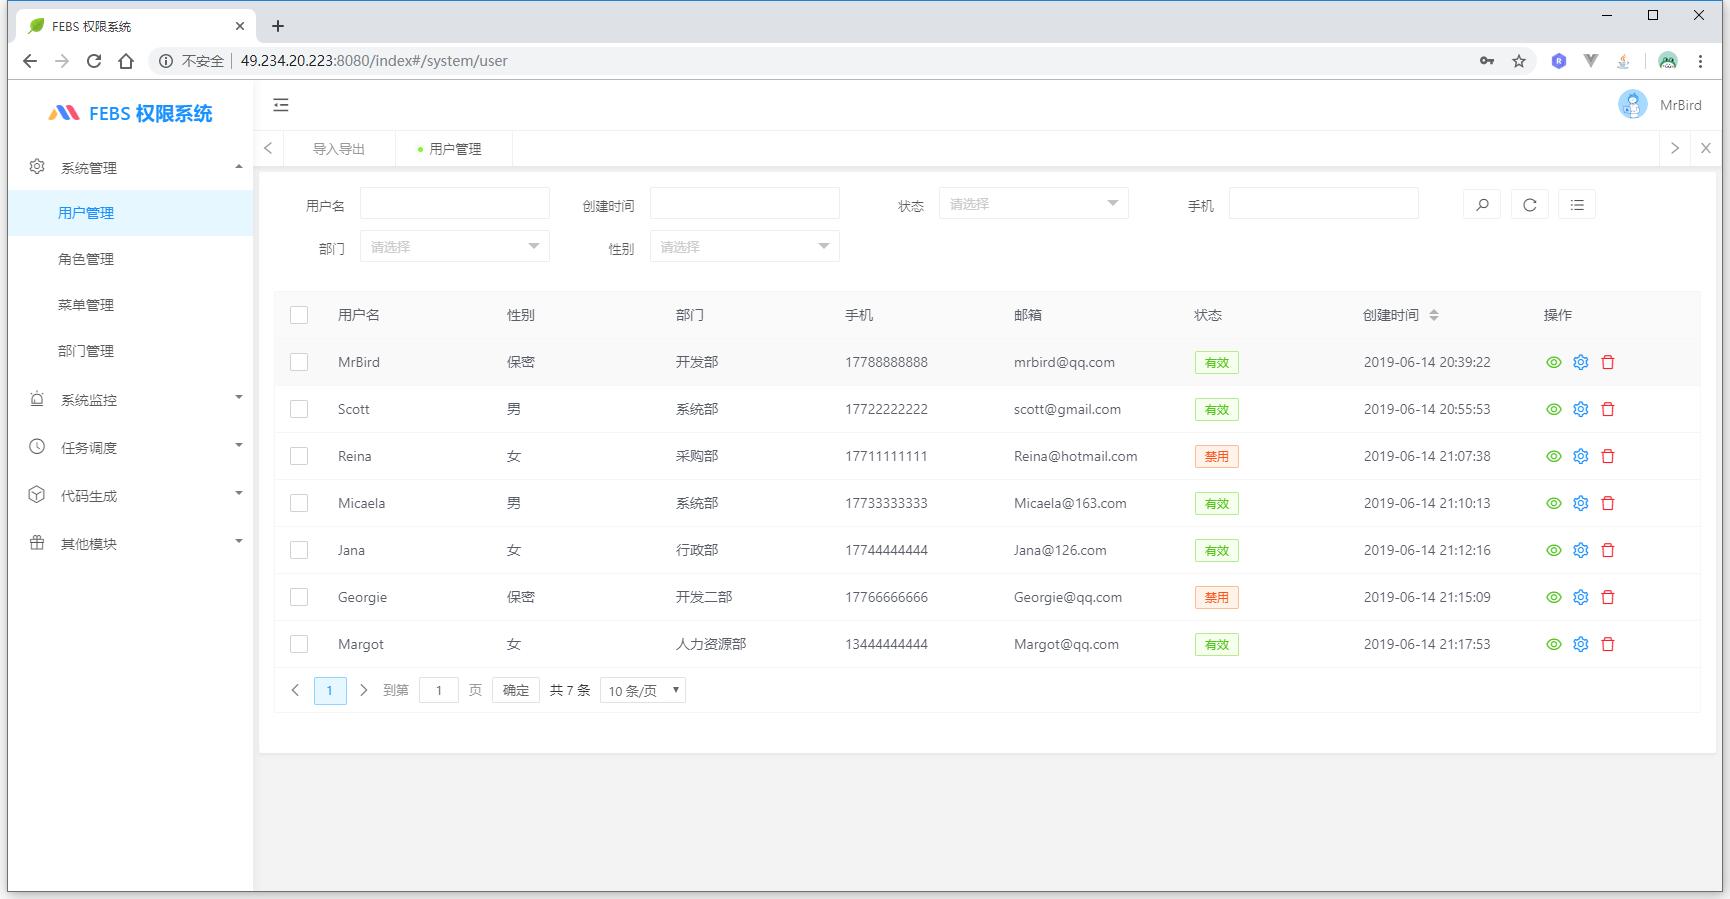 FEBS 权限系统
不安全 49.234.20.223:8080/index#/system/user
FEBS 权限系统
MrBird
系统管理
用户管理
角色管理
菜单管理
部门管理
系统监控
任务调度
代码生成
其他模块
导入导出 用户管理
用户名 创建时间 状态 请选择 手机
部门 请选择 性别 请选择
用户名 性别 部门 手机 邮箱 状态 创建时间 操作
MrBird 保密 开发部 17788888888 mrbird@qq.com 有效 2019-06-14 20:39:22
Scott 男 系统部 17722222222 scott@gmail.com 有效 2019-06-14 20:55:53
Reina 女 采购部 17711111111 Reina@hotmail.com 禁用 2019-06-14 21:07:38
Micaela 男 系统部 17733333333 Micaela@163.com 有效 2019-06-14 21:10:13
Jana 女 行政部 17744444444 Jana@126.com 有效 2019-06-14 21:12:16
Georgie 保密 开发二部 17766666666 Georgie@qq.com 禁用 2019-06-14 21:15:09
Margot 女 人力资源部 13444444444 Margot@qq.com 有效 2019-06-14 21:17:53
1 到第 1 页 确定 共 7 条 10 条/页